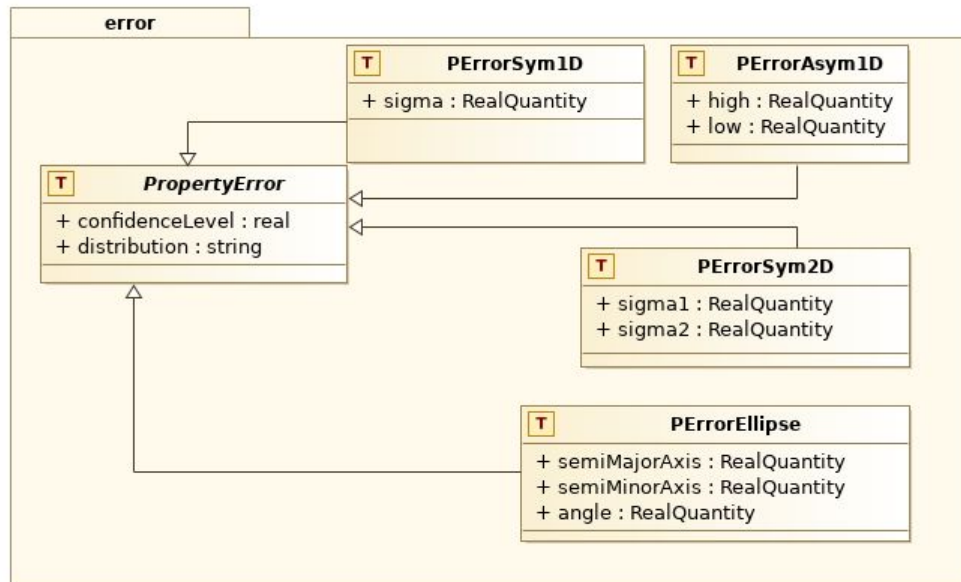 error
T PErrorSym1D
+ sigma : RealQuantity
T PErrorAsym1D
+ high : RealQuantity
+ low : RealQuantity
T PropertyError
+ confidenceLevel : real
+ distribution : string
T PErrorSym2D
+ sigma1 : RealQuantity
+ sigma2 : RealQuantity
T PErrorEllipse
+ semiMajorAxis : RealQuantity
+ semiMinorAxis : RealQuantity
+ angle : RealQuantity